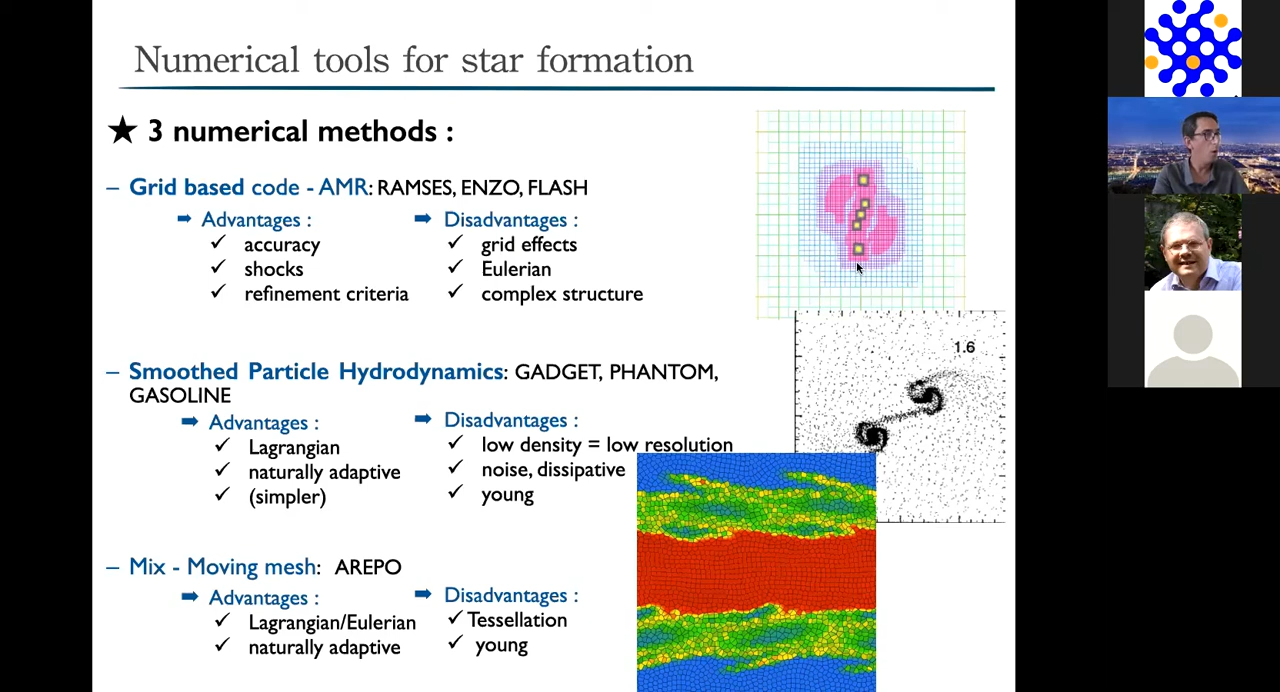 Numerical tools for star formation
★ 3 numerical methods :
– Grid based code - AMR: RAMSES, ENZO, FLASH
➡ Advantages :
✓ accuracy
✓ shocks
✓ refinement criteria
➡ Disadvantages :
✓ grid effects
✓ Eulerian
✓ complex structure
– Smoothed Particle Hydrodynamics: GADGET, PHANTOM,
GASOLINE
➡ Advantages :
✓ Lagrangian
✓ naturally adaptive
✓ (simpler)
➡ Disadvantages :
✓ low density = low resolution
✓ noise, dissipative
✓ young
1.6
– Mix - Moving mesh: AREPO
➡ Advantages :
✓ Lagrangian/Eulerian
✓ naturally adaptive
➡ Disadvantages :
✓ Tessellation
✓ young